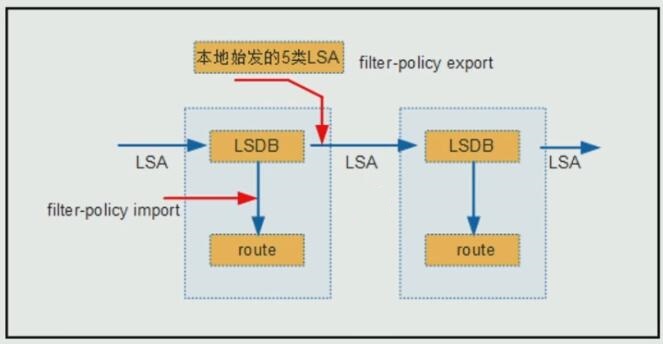 本地始发的5类LSA
filter-policy export
LSDB
LSDB
LSA
LSA
LSA
filter-policy import
route
route